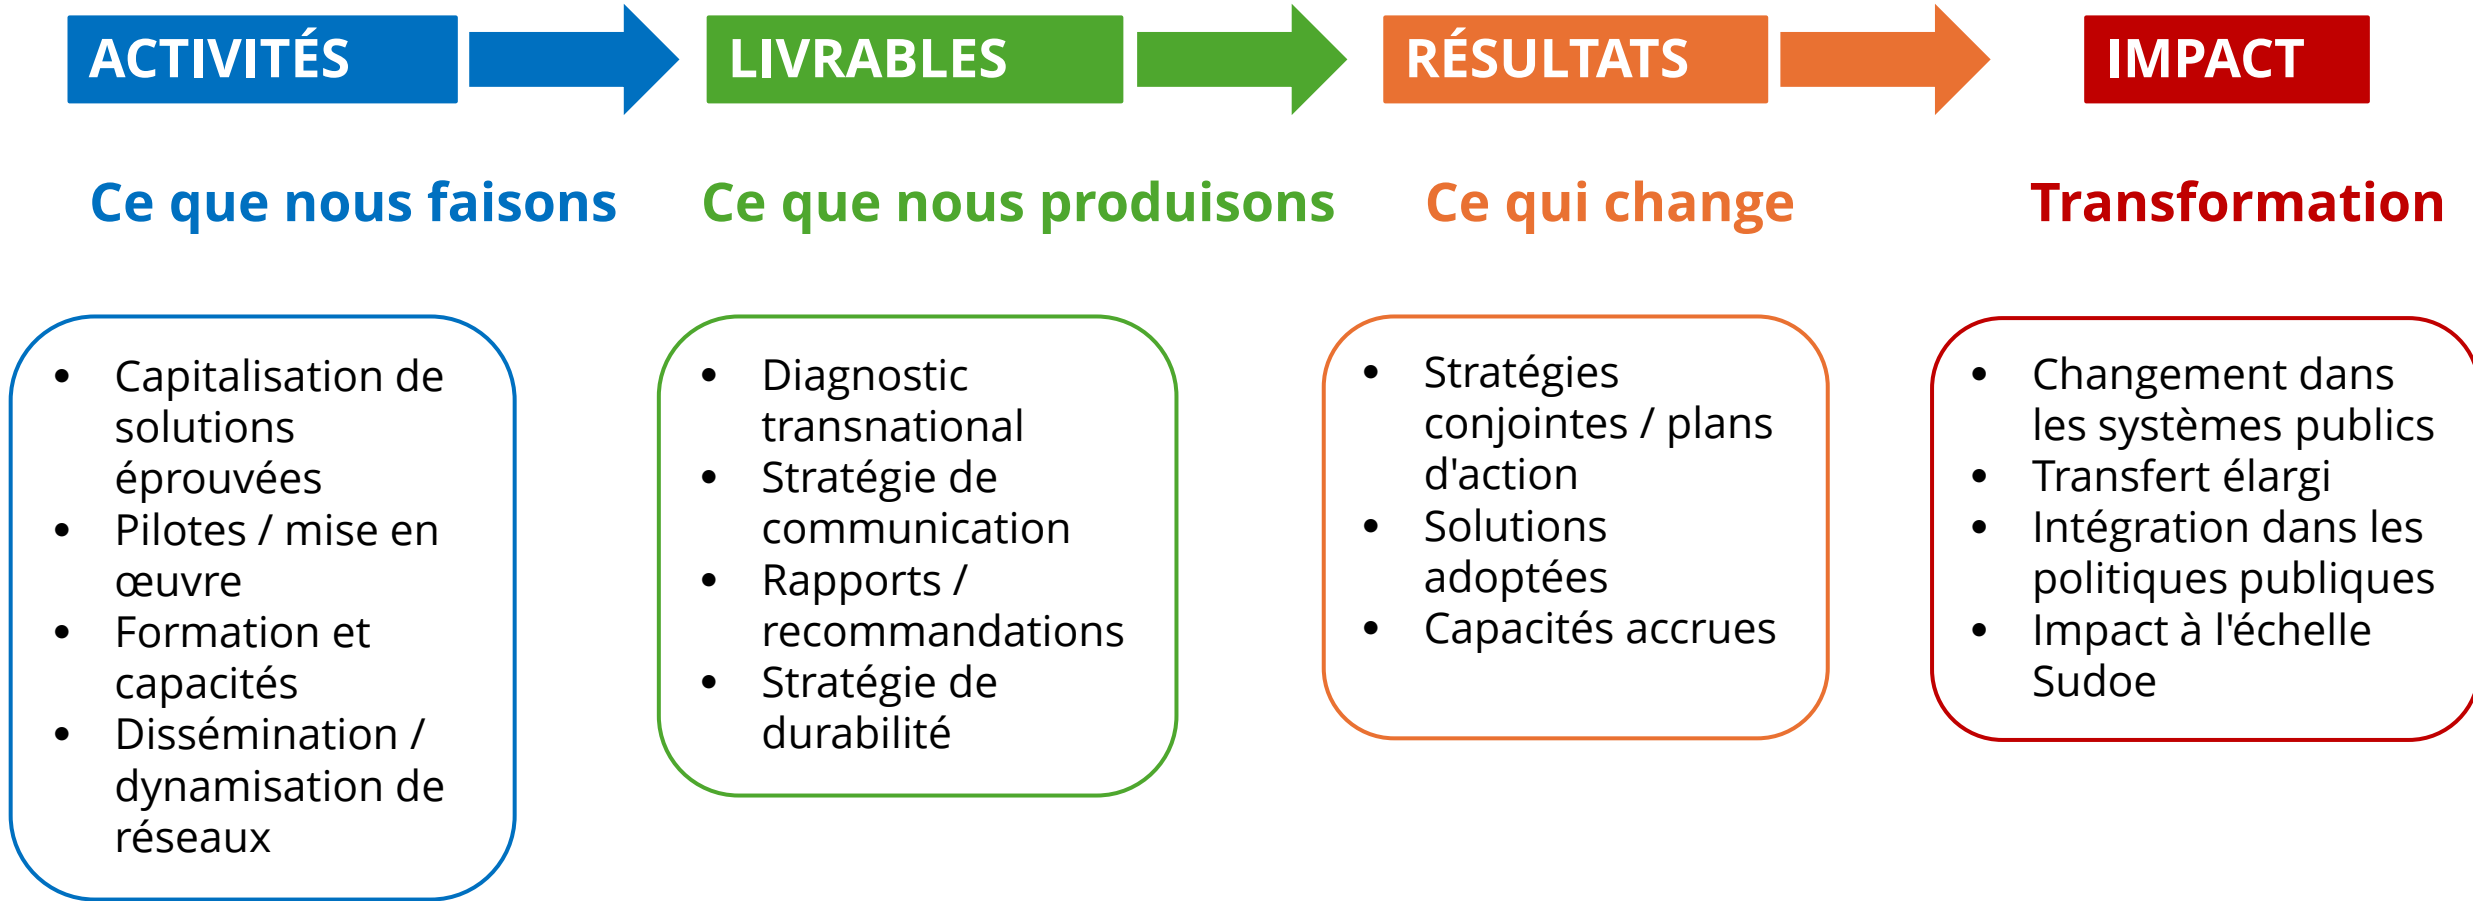 ACTIVITÉS
LIVRABLES
RÉSULTATS
IMPACT
Ce que nous faisons
Ce que nous produisons
Ce qui change
Transformation
• Capitalisation de
solutions
éprouvées
• Pilotes / mise en
œuvre
• Formation et
capacités
• Dissémination /
dynamisation de
réseaux
• Diagnostic
transnational
• Stratégie de
communication
• Rapports /
recommandations
• Stratégie de
durabilité
• Stratégies
conjointes / plans
d'action
• Solutions
adoptées
• Capacités accrues
• Changement dans
les systèmes publics
• Transfert élargi
• Intégration dans les
politiques publiques
• Impact à l'échelle
Sudoe